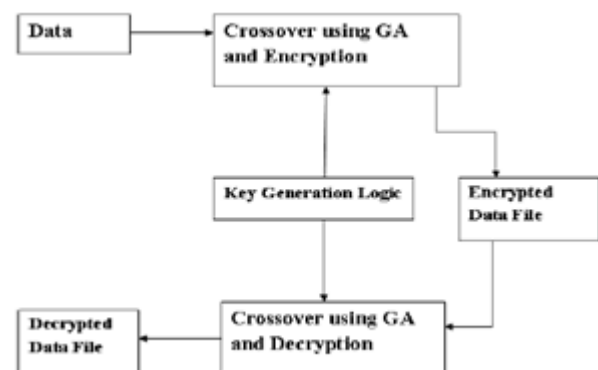 Data
Crossover using GA
and Encryption
Key Generation Logic
Encrypted
Data File
Decrypted
Data File
Crossover using GA
and Decryption